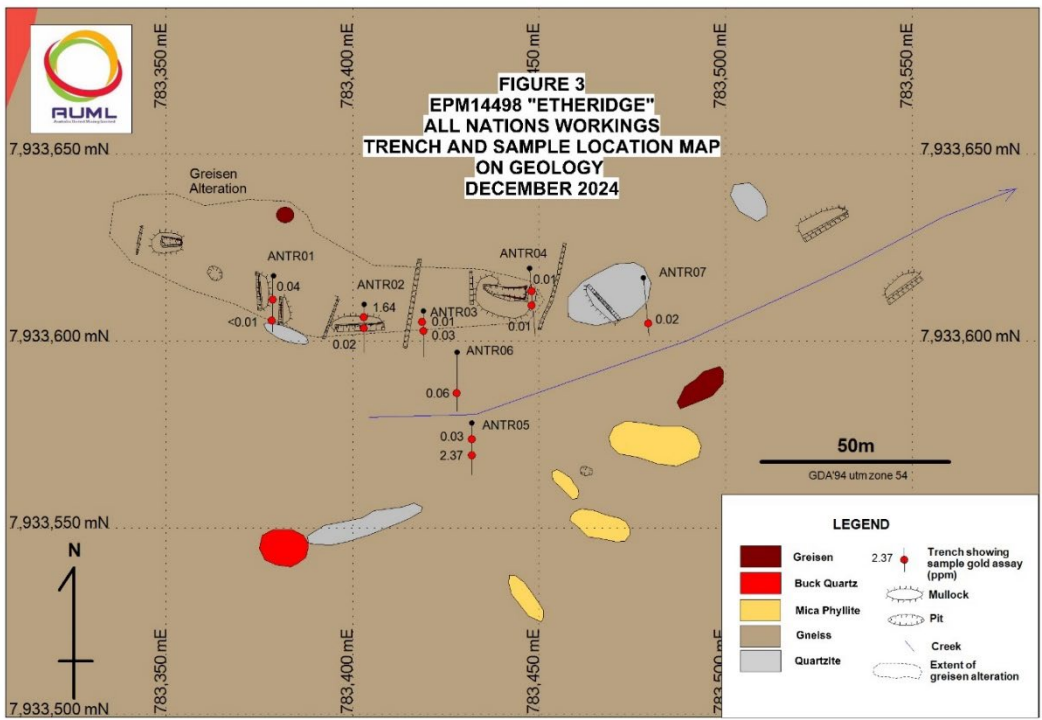 783,350 mE
783,400 mE
783,450 mE
783,500 mE
783,550 mE
AUML
FIGURE 3
EPM14498 "ETHERIDGE"
ALL NATIONS WORKINGS
TRENCH AND SAMPLE LOCATION MAP
ON GEOLOGY
DECEMBER 2024
7,933,650 mN
7,933,650 mN
Greisen
Alteration
ANTR01
0.04
<0.01
ANTR02
1.64
0.02
ANTR03
0.01
0.03
ANTR04
0.01
0.01
ANTR07
0.02
7,933,600 mN
7,933,600 mN
ANTR06
0.06
ANTR05
0.03
2.37
50m
GDA'94 utm zone 54
7,933,550 mN
N
7,933,500 mN
783,350 mE
783,400 mE
783,450 mE
783,500 mE
LEGEND
Greisen
Buck Quartz
Mica Phyllite
Gneiss
Quartzite
2.37
Trench showing
sample gold assay
(ppm)
Mullock
Pit
Creek
Extent of
greisen alteration